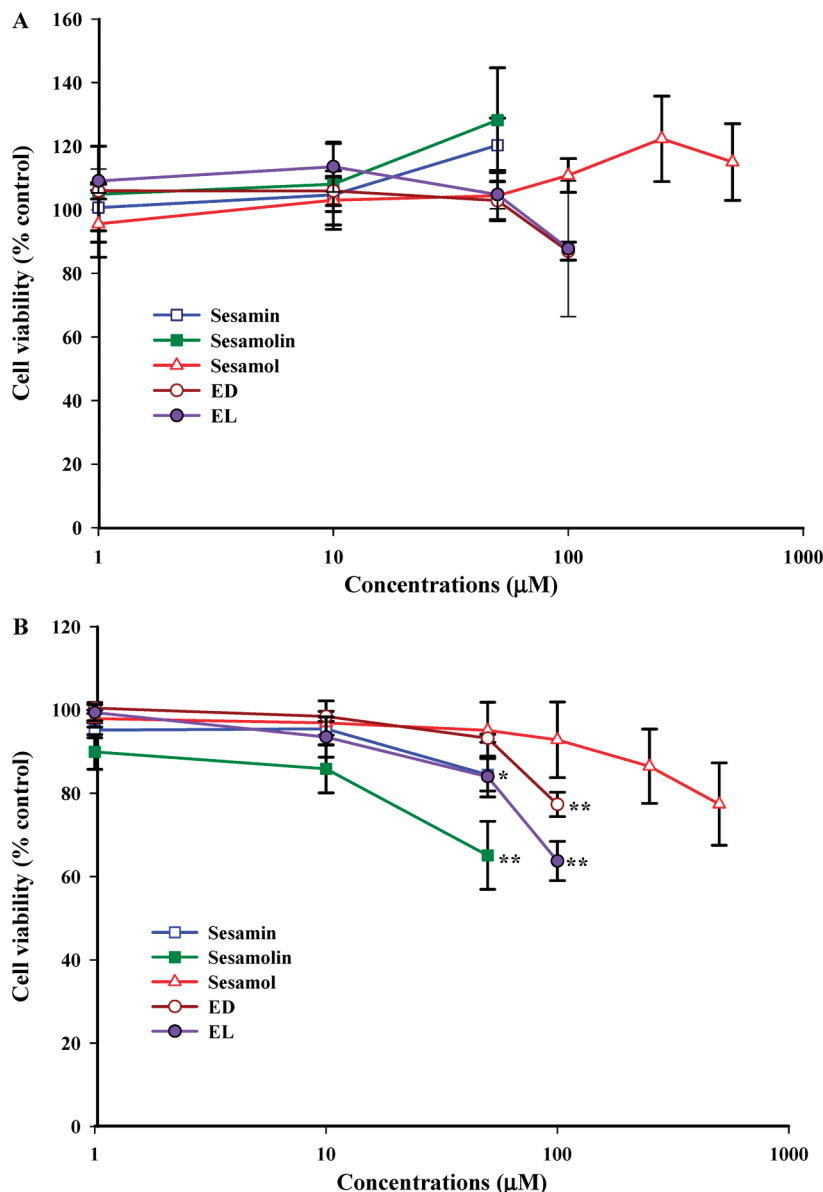 A
160
140
120
100
80
60
40
20
0
Cell viability (% control)
Sesamin
Sesamolin
Sesamol
ED
EL
1
10
100
1000
Concentrations (μM)
B
120
100
80
60
40
20
0
Cell viability (% control)
*
**
**
**
Sesamin
Sesamolin
Sesamol
ED
EL
1
10
100
1000
Concentrations (μM)